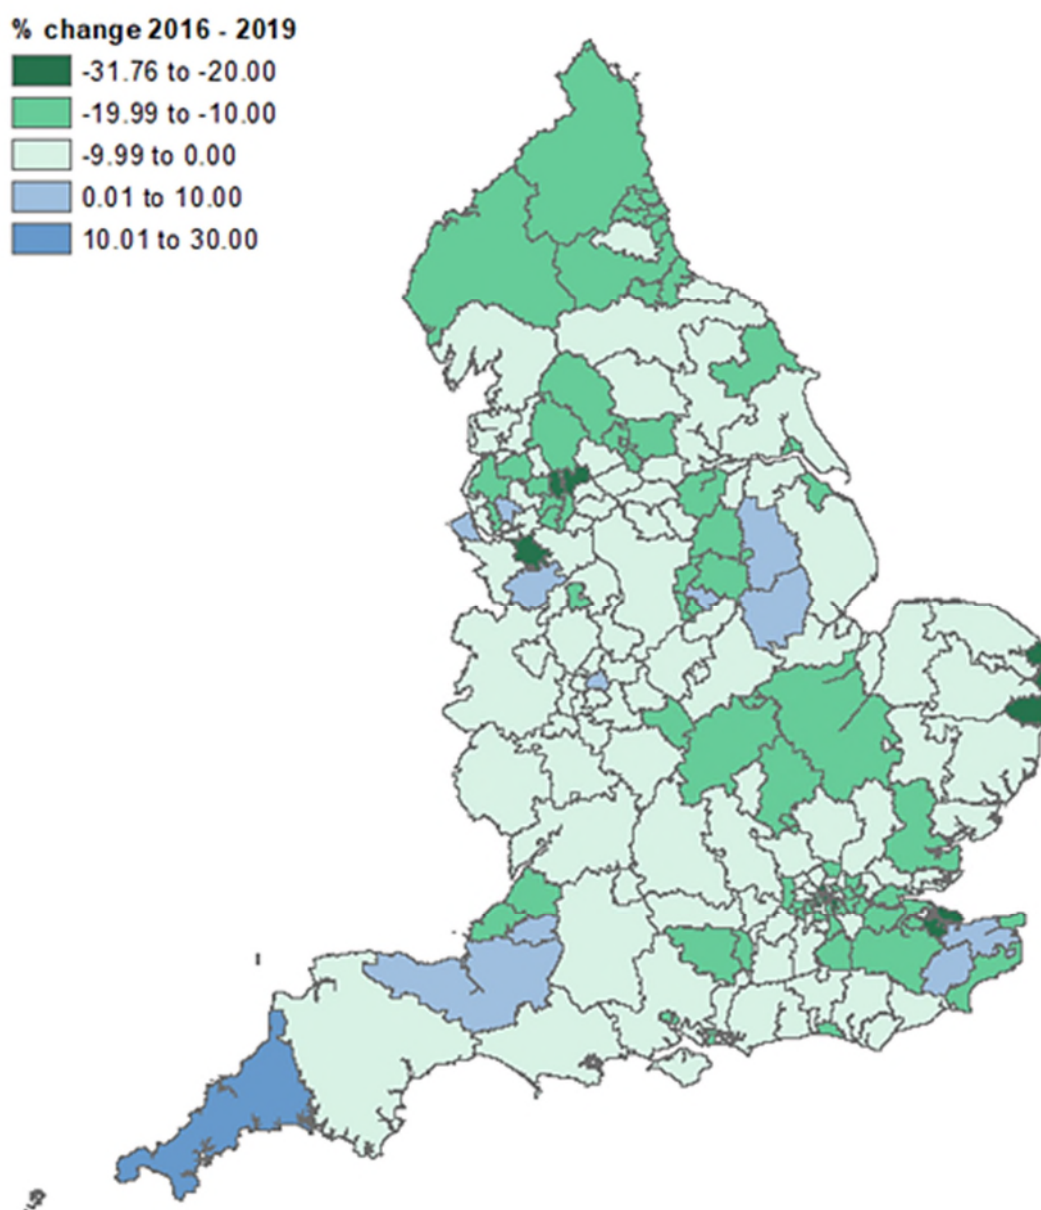 % change 2016 - 2019
-31.76 to -20.00
-19.99 to -10.00
-9.99 to 0.00
0.01 to 10.00
10.01 to 30.00